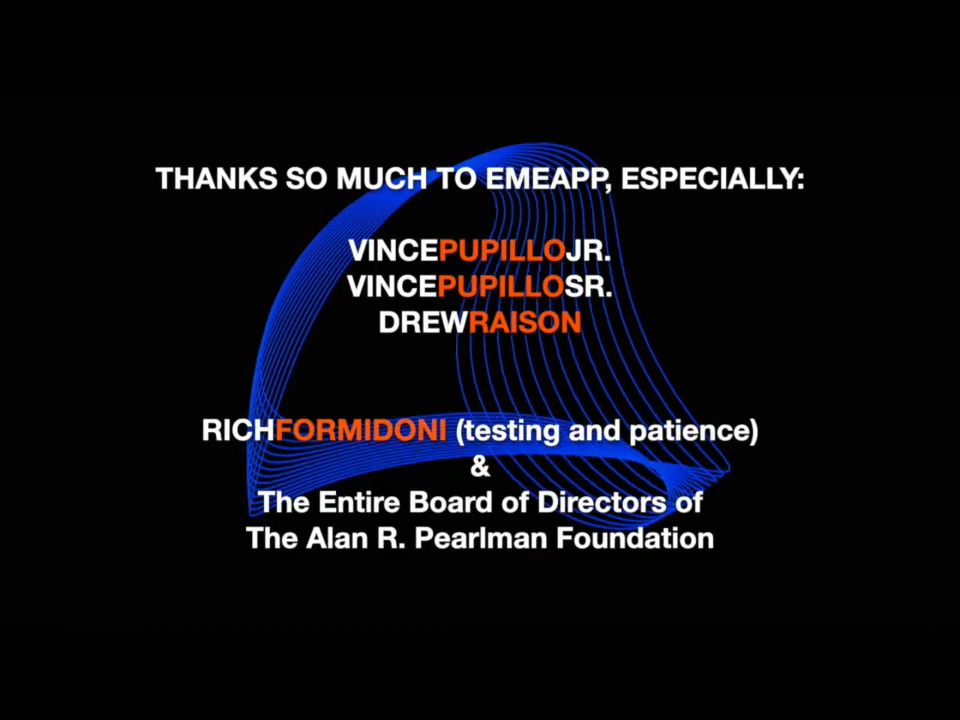 THANKS SO MUCH TO EMEAPP, ESPECIALLY:
VINCEPUPILLOJR.
VINCEPUPILLOSR.
DREWRAISON
RICHFORMIDONI (testing and patience)
&
The Entire Board of Directors of
The Alan R. Pearlman Foundation